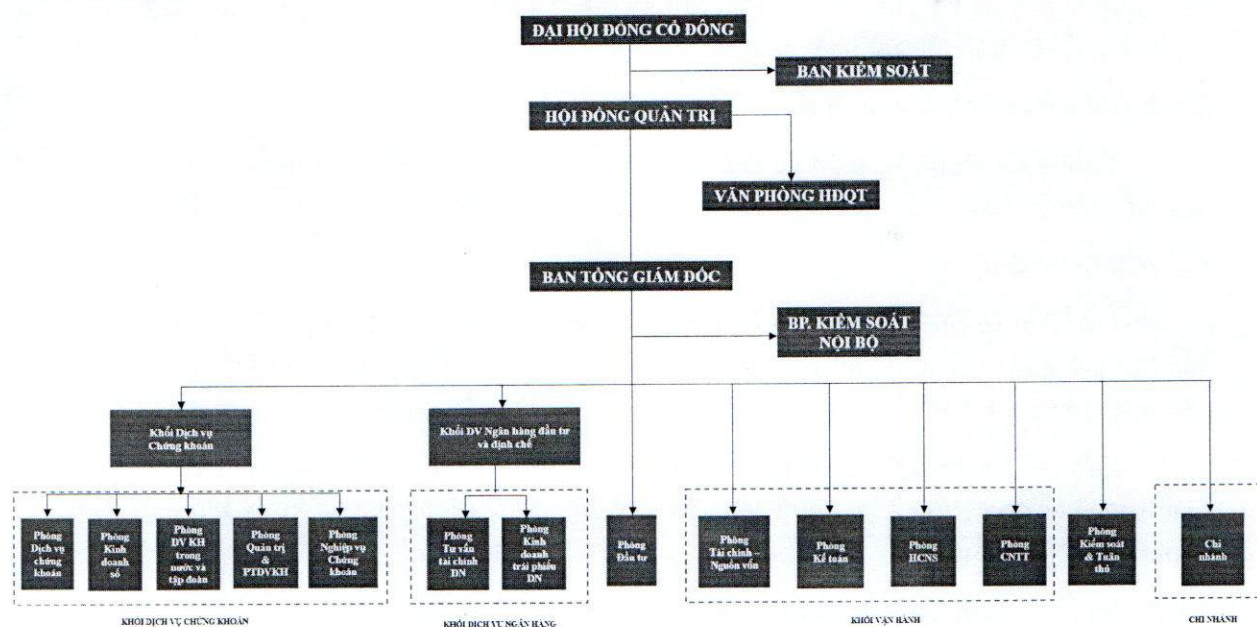 ĐẠI HỘI ĐỒNG CỔ ĐÔNG
BAN KIỂM SOÁT
HỘI ĐỒNG QUẢN TRỊ
VĂN PHÒNG HĐQT
BAN TỔNG GIÁM ĐỐC
BP. KIỂM SOÁT
NỘI BỘ
Khối Dịch vụ
Chứng khoán
Khối DV Ngân hàng đầu tư
và định chế
Phòng
Dịch vụ
chứng
khoán
Phòng
Kinh
doanh
số
Phòng
DV KH
trong
nước và
tập đoàn
Phòng
Quản trị
&
PTDVKH
Phòng
Nghiệp vụ
Chứng
khoán
Phòng
Tư vấn
tài chính
DN
Phòng
Kinh
doanh
trái phiếu
DN
Phòng
Đầu tư
Phòng
Tài chính –
Nguồn vốn
Phòng
Kế toán
Phòng
HCNS
Phòng
CNTT
Phòng
Kiểm soát
& Tuân
thủ
Chi
nhánh
KHỐI DỊCH VỤ CHỨNG KHOÁN
KHỐI DỊCH VỤ NGÂN HÀNG
KHỐI VẬN HÀNH
CHI NHÁNH